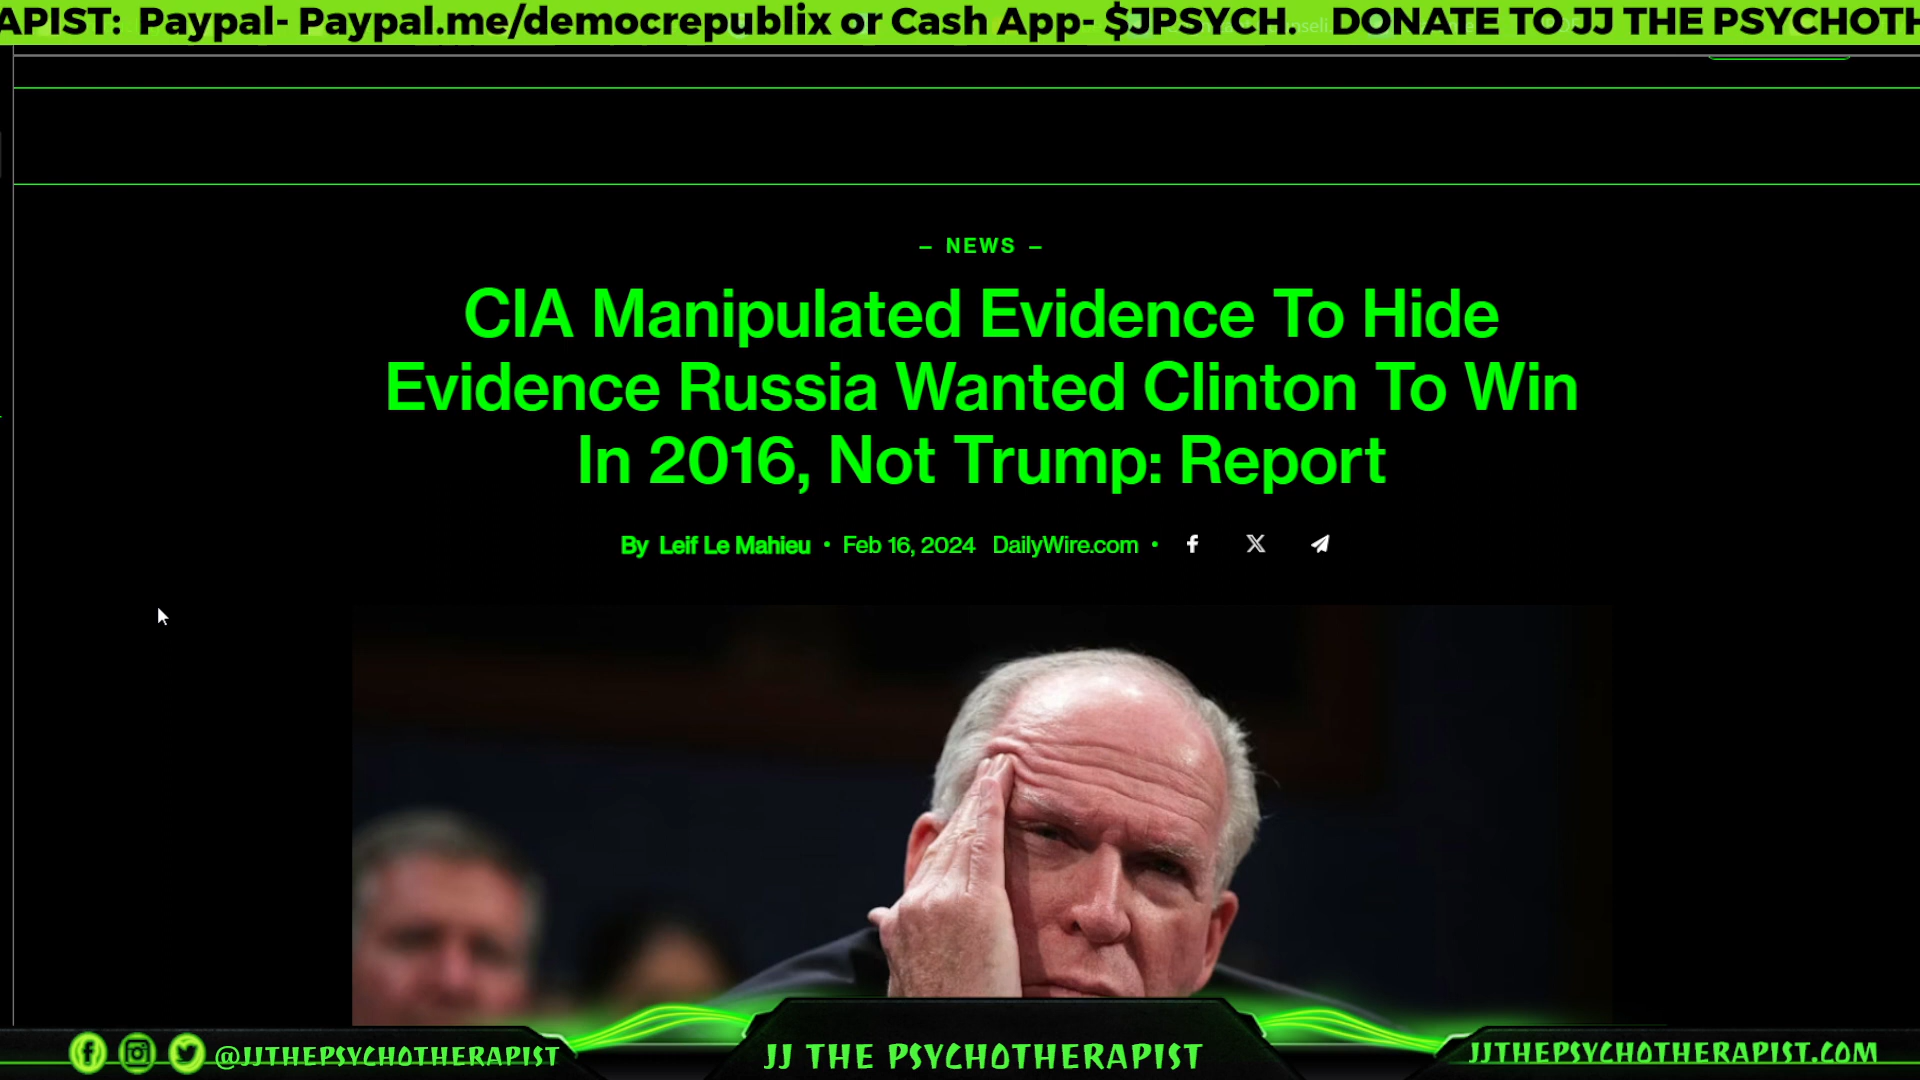 APIST: Paypal- Paypal.me/democrepublix or Cash App- $JPSYCH. DONATE TO JJ THE PSYCHOTH
– NEWS –
CIA Manipulated Evidence To Hide
Evidence Russia Wanted Clinton To Win
In 2016, Not Trump: Report
By Leif Le Mahieu • Feb 16, 2024 DailyWire.com •
@JJTHEPSYCHOTHERAPIST
JJ THE PSYCHOTHERAPIST
JJTHEPSYCHOTHERAPIST.COM